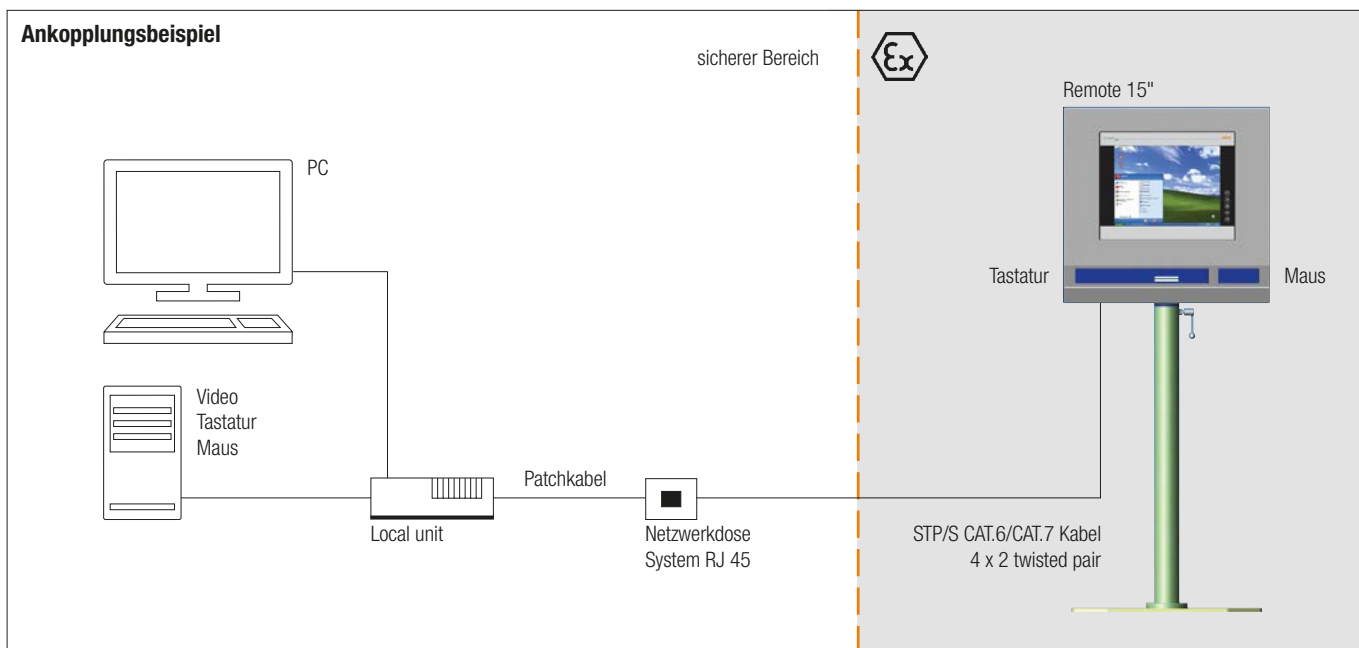 Ankopplungsbeispiel
sicherer Bereich
Ex
Remote 15"
PC
Tastatur
Maus
Video
Tastatur
Maus
Patchkabel
Local unit
Netzwerkdose
System RJ 45
STP/S CAT.6/CAT.7 Kabel
4 x 2 twisted pair